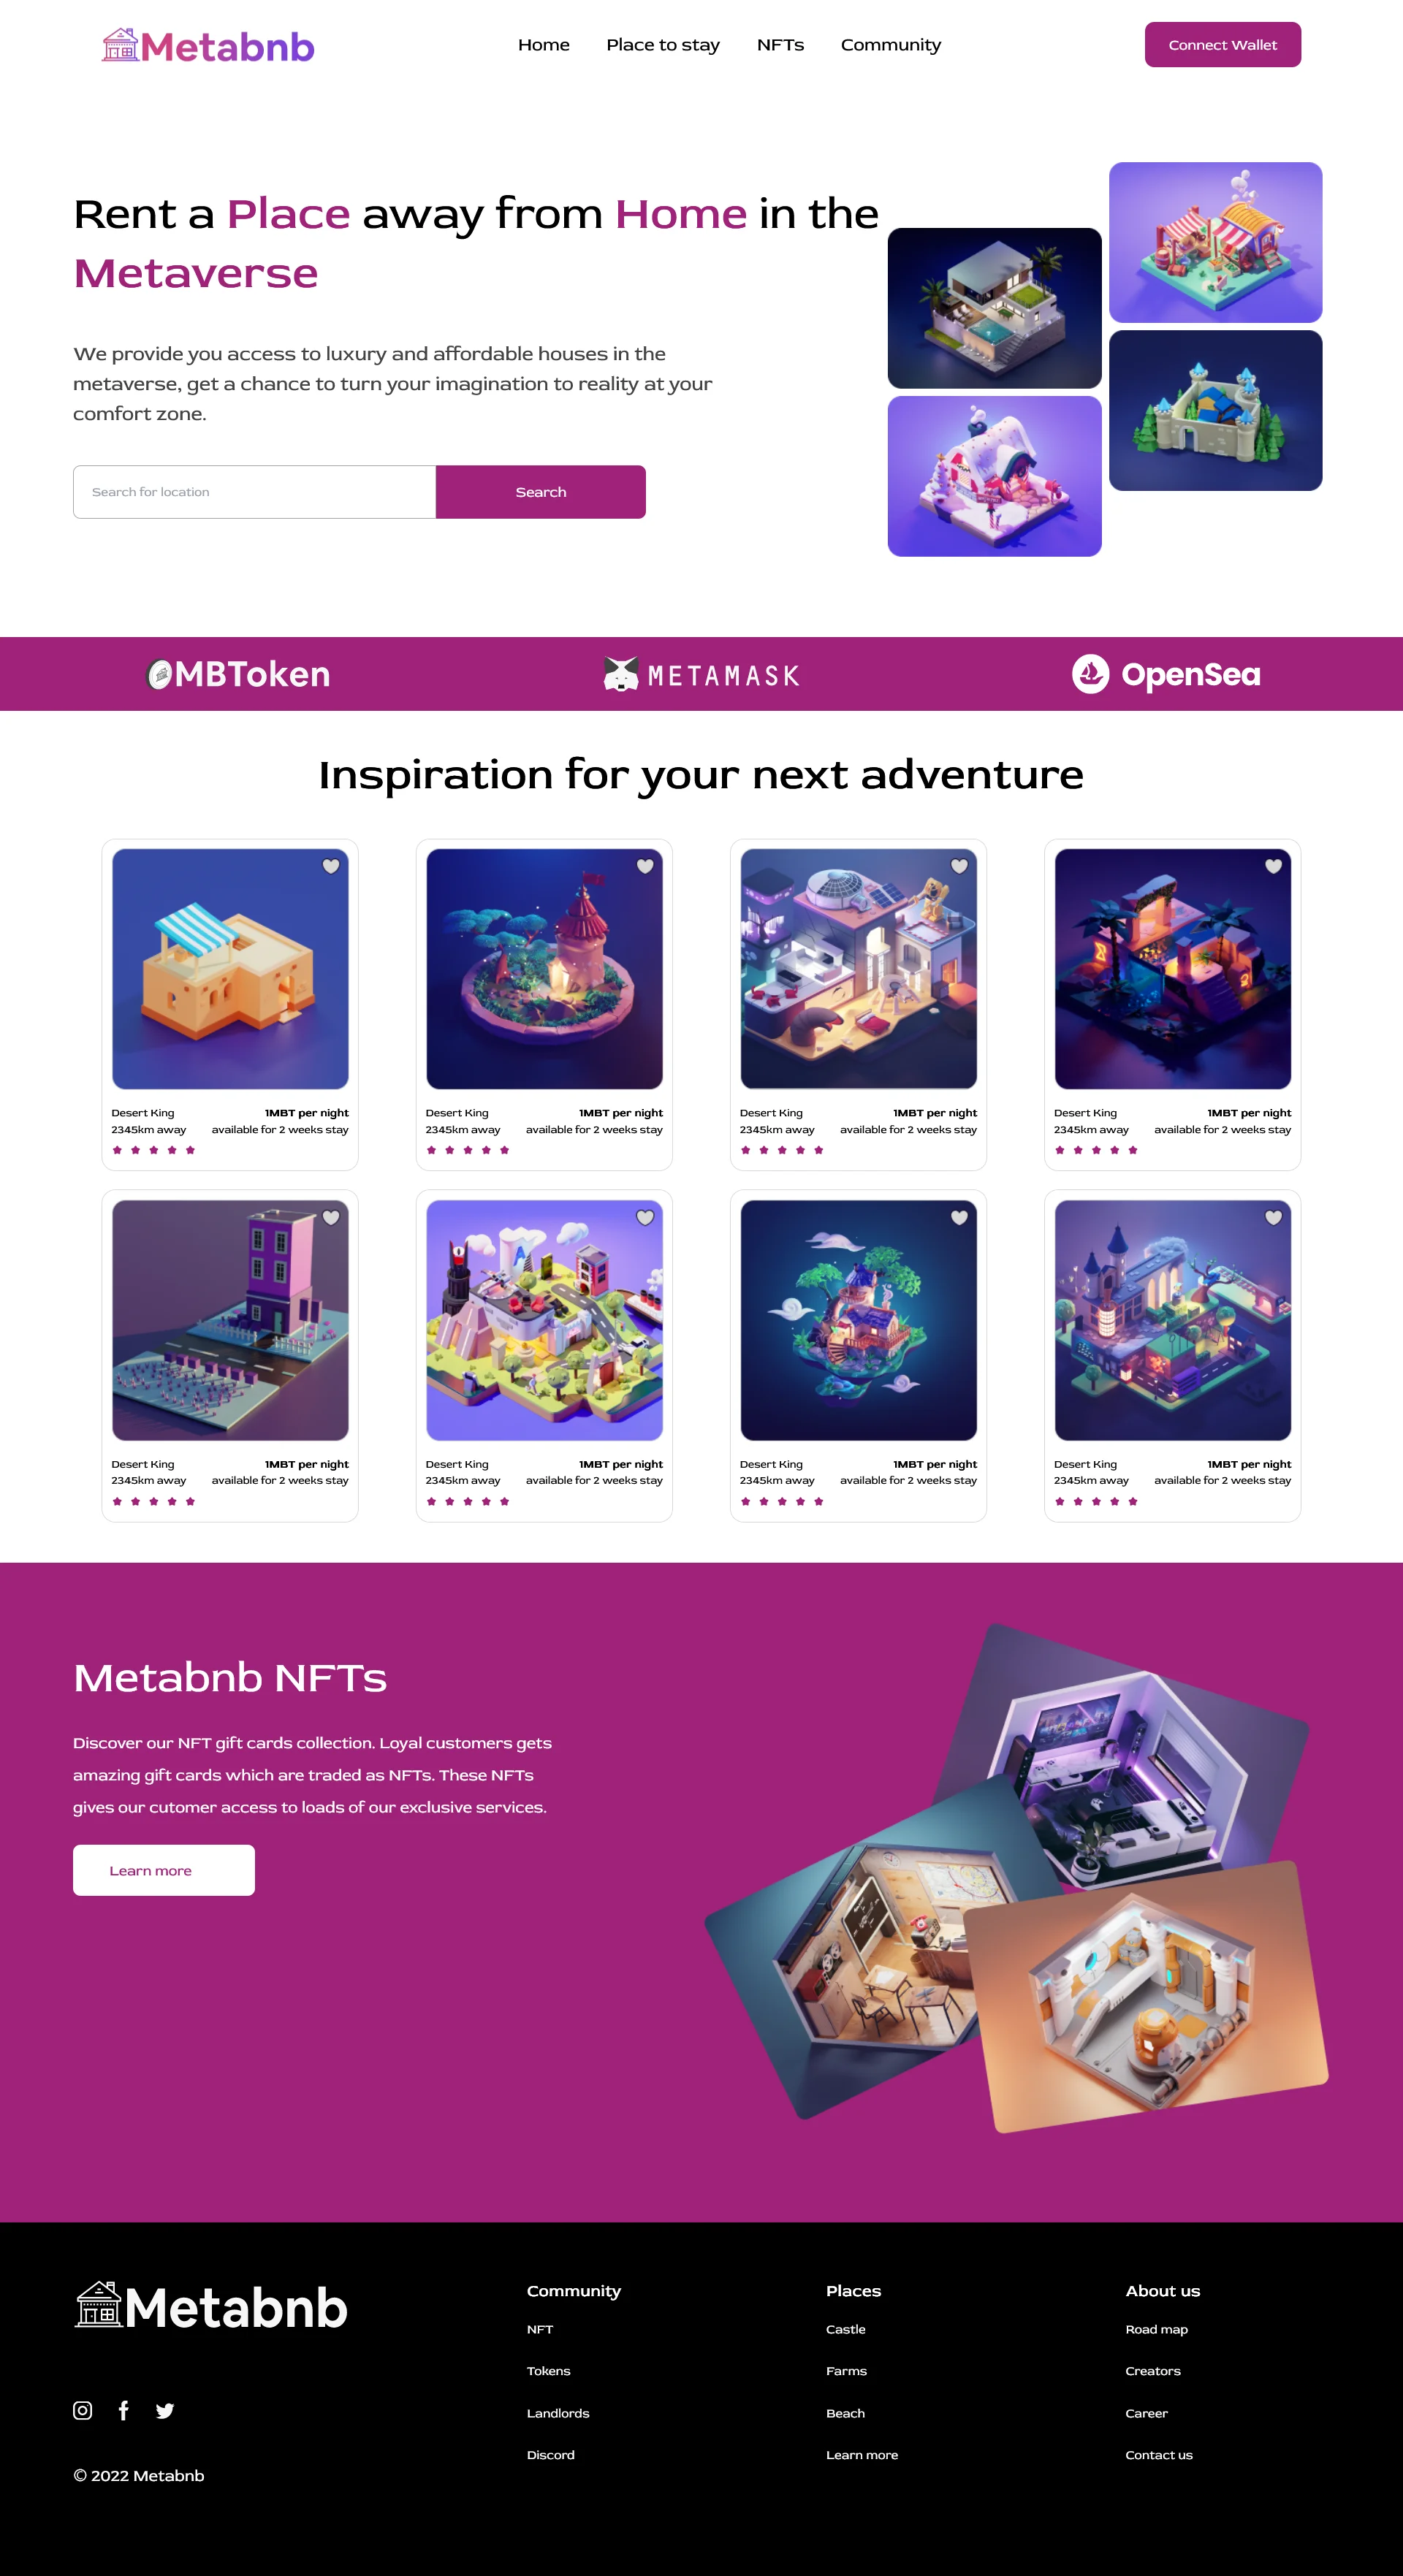 Metabnb
Home
Place to stay
NFTs
Community
Connect Wallet
Rent a Place away from Home in the
Metaverse
We provide you access to luxury and affordable houses in the
metaverse, get a chance to turn your imagination to reality at your
comfort zone.
Search for location
Search
MBToken
METAMASK
OpenSea
Inspiration for your next adventure
Desert King 1MBT per night
2345km away available for 2 weeks stay
Desert King 1MBT per night
2345km away available for 2 weeks stay
Desert King 1MBT per night
2345km away available for 2 weeks stay
Desert King 1MBT per night
2345km away available for 2 weeks stay
Desert King 1MBT per night
2345km away available for 2 weeks stay
Desert King 1MBT per night
2345km away available for 2 weeks stay
Desert King 1MBT per night
2345km away available for 2 weeks stay
Desert King 1MBT per night
2345km away available for 2 weeks stay
Metabnb NFTs
Discover our NFT gift cards collection. Loyal customers gets
amazing gift cards which are traded as NFTs. These NFTs
gives our cutomer access to loads of our exclusive services.
Learn more
Metabnb
© 2022 Metabnb
Community
NFT
Tokens
Landlords
Discord
Places
Castle
Farms
Beach
Learn more
About us
Road map
Creators
Career
Contact us